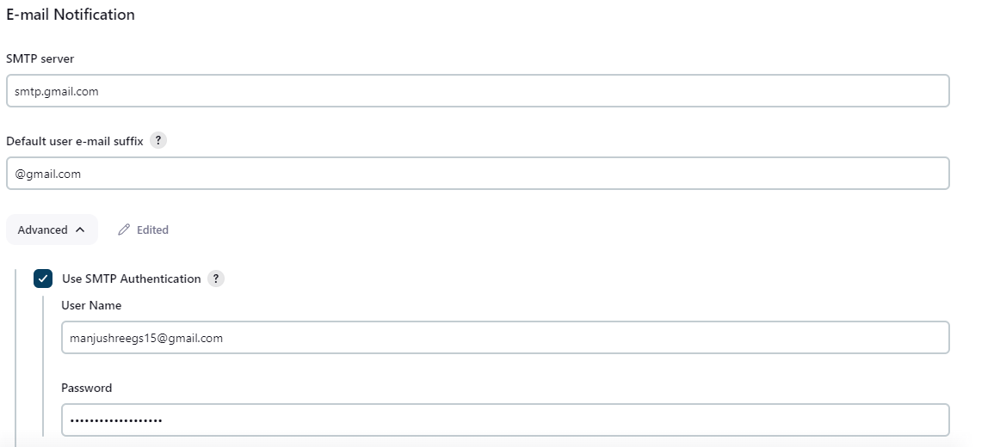 E-mail Notification
SMTP server
smtp.gmail.com
Default user e-mail suffix ?
@gmail.com
Advanced Edited
Use SMTP Authentication ?
User Name
manjushreegs15@gmail.com
Password
•••••••••••••••••••